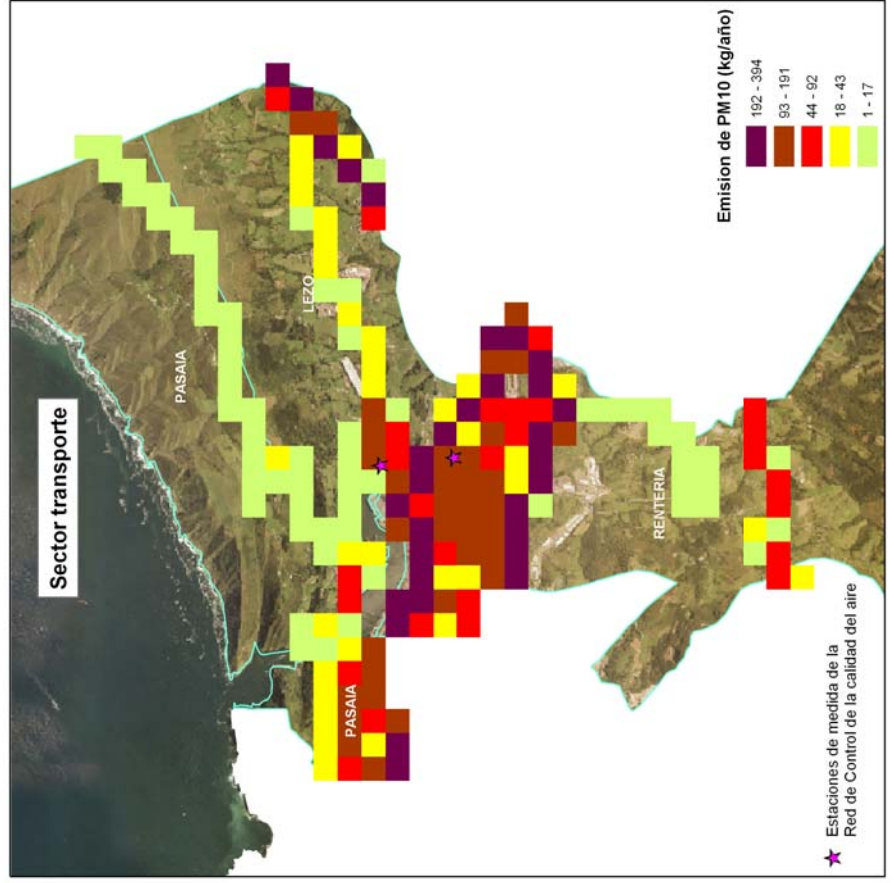 Sector transporte
PASAIA
LEZO
PASAIA
RENTERIA
Emision de PM10 (kg/año)
192 - 394
93 - 191
44 - 92
18 - 43
1 - 17
Estaciones de medida de la
Red de Control de la calidad del aire